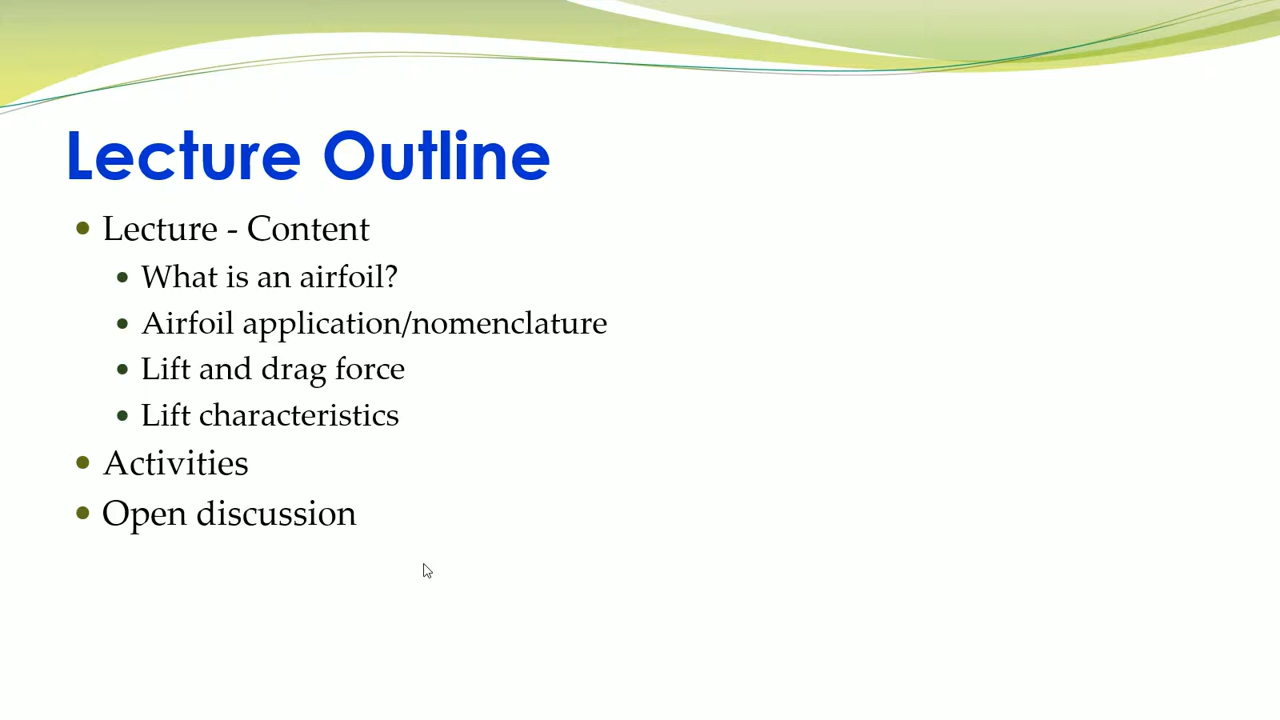 Lecture Outline
Lecture - Content
What is an airfoil?
Airfoil application/nomenclature
Lift and drag force
Lift characteristics
Activities
Open discussion